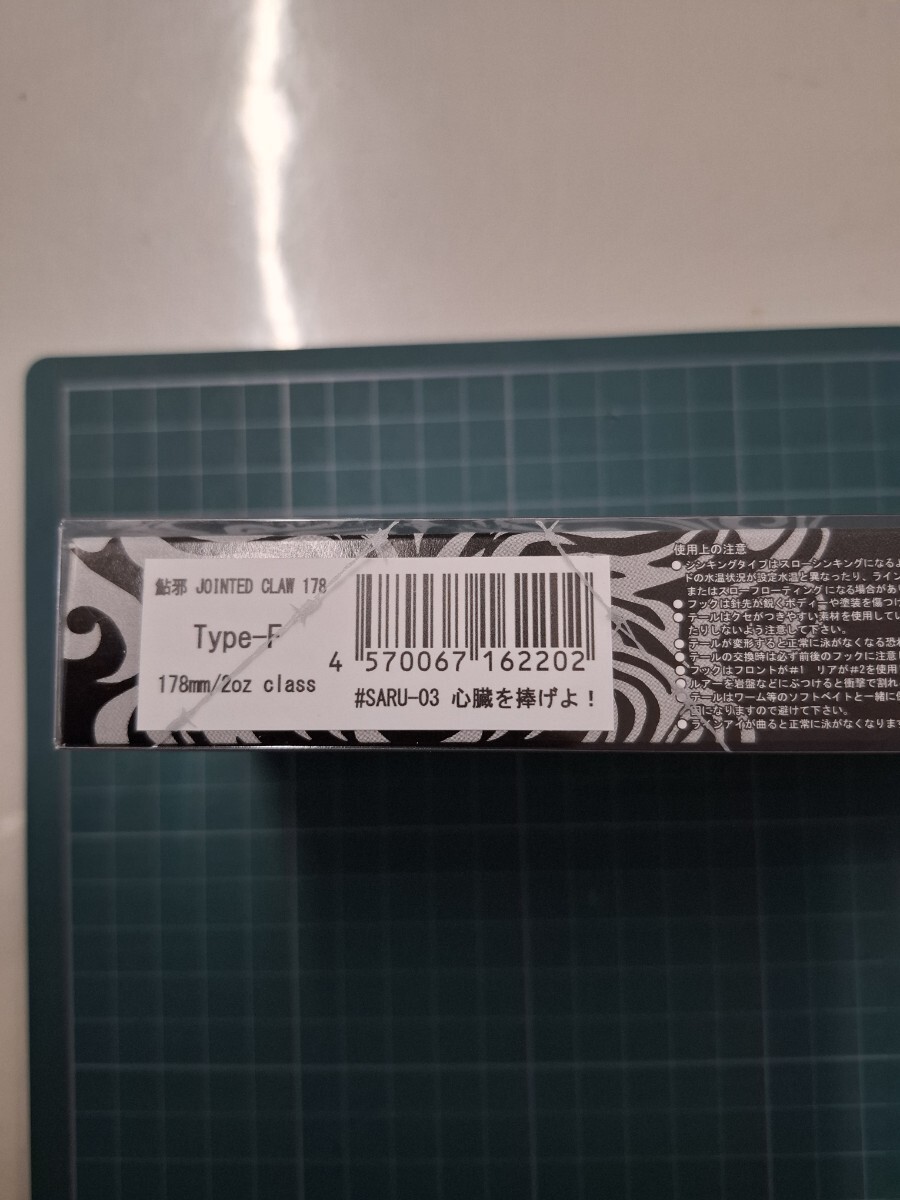 鮎邪 JOINTED CLAW 178
Type-F
178mm/2oz class
4 570067 162202
#SARU-03 心臓を捧げよ！
使用上の注意
●シンキングタイプはスローシンキングになるよ
ドの水温状況が設定水温と異なったり、ライン
またはスローフローティングになる場合があ
●フックは針先が鋭くボディーや塗装を傷つけ
●テールはクセがつきやすい素材を使用してい
たりしないよう注意して下さい。
●テールが変形すると正常に泳がなくなる恐れ
●テールの交換時は必ず前後のフックに注意し
●フックはフロントが#1 リアが#2を使用
●ルアーを岩盤などにぶつけると衝撃で割れ
●テールはワーム等のソフトベイトと一緒に保
になりますので避けて下さい。
●ラインアイが曲ると正常に泳がなくなります